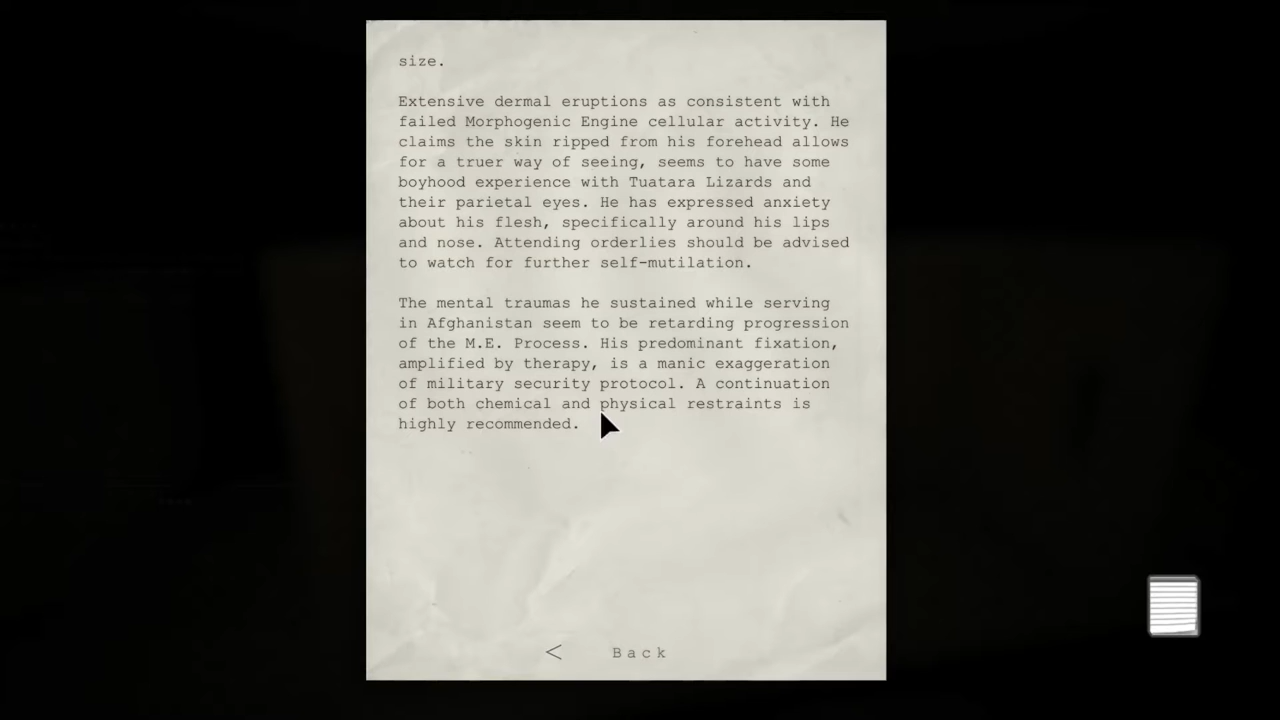 size.
Extensive dermal eruptions as consistent with
failed Morphogenic Engine cellular activity. He
claims the skin ripped from his forehead allows
for a truer way of seeing, seems to have some
boyhood experience with Tuatara Lizards and
their parietal eyes. He has expressed anxiety
about his flesh, specifically around his lips
and nose. Attending orderlies should be advised
to watch for further self-mutilation.
The mental traumas he sustained while serving
in Afghanistan seem to be retarding progression
of the M.E. Process. His predominant fixation,
amplified by therapy, is a manic exaggeration
of military security protocol. A continuation
of both chemical and physical restraints is
highly recommended.
< Back